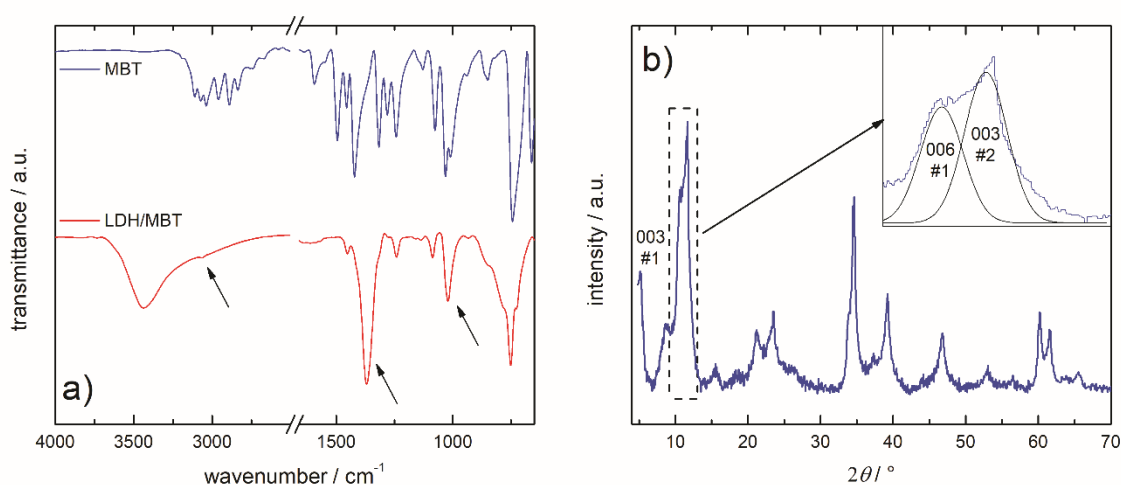 a)
MBT
LDH/MBT
transmittance / a.u.
4000 3500 3000 1500 1000
wavenumber / cm⁻¹
b)
006
#1
003
#2
003
#1
intensity / a.u.
10 20 30 40 50 60 70
2θ / °